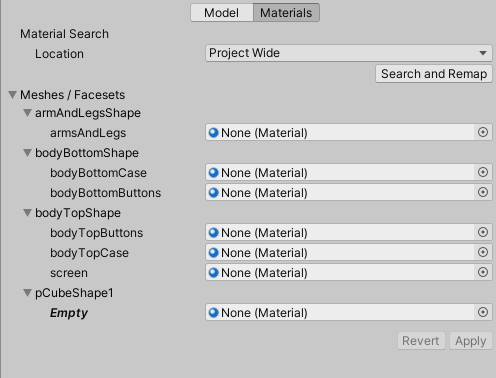 Model Materials
Material Search
Location Project Wide
Search and Remap
Meshes / Facesets
armAndLegsShape
armsAndLegs None (Material)
bodyBottomShape
bodyBottomCase None (Material)
bodyBottomButtons None (Material)
bodyTopShape
bodyTopButtons None (Material)
bodyTopCase None (Material)
screen None (Material)
pCubeShape1
Empty None (Material)
Revert Apply